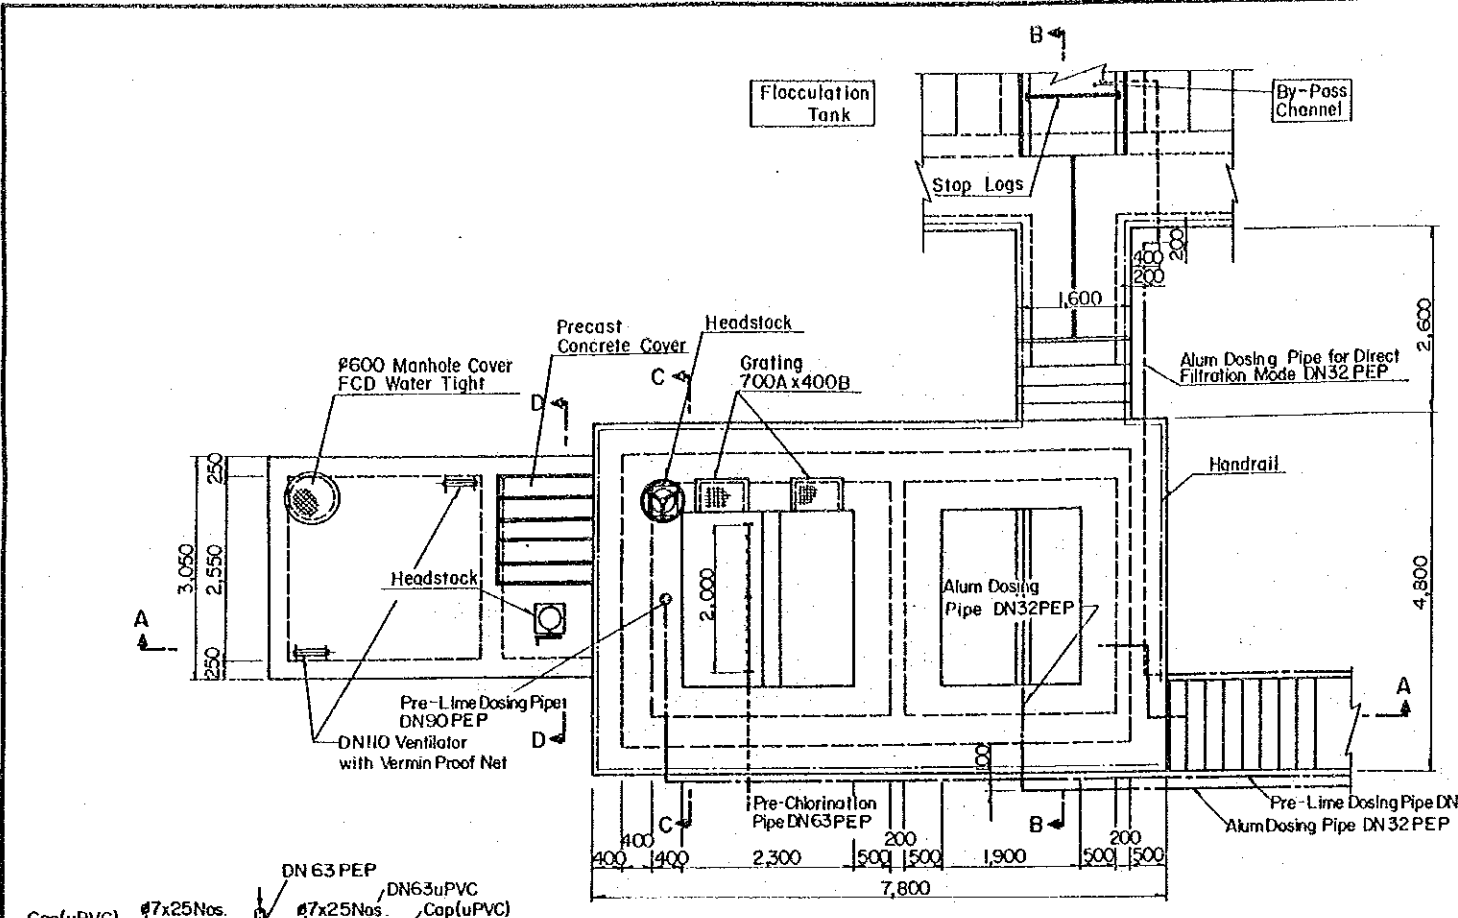 B
Flocculation
Tank
By-Pass
Channel
Stop Logs
200
400
200
1,600
2,600
Precast
Concrete Cover
Headstock
Ø600 Manhole Cover
FCD Water Tight
C
Grating
700A x 400B
Alum Dosing Pipe for Direct
Filtration Mode DN32 PEP
D
Handrail
250
3,050
2,550
250
Headstock
2,000
Alum Dosing
Pipe DN32PEP
4,800
A
A
Pre-Lime Dosing Pipe
DN90 PEP
DN110 Ventilator
with Vermin Proof Net
D
Pre-Chlorination
Pipe DN63PEP
C
B
Pre-Lime Dosing Pipe DN
Alum Dosing Pipe DN32 PEP
400
400
400
2,300
500
200
500
1,900
500
200
500
7,800
DN 63 PEP
DN63uPVC
Cap(uPVC)
Ø7x25Nos.
Ø7x25Nos.
Cap(uPVC)